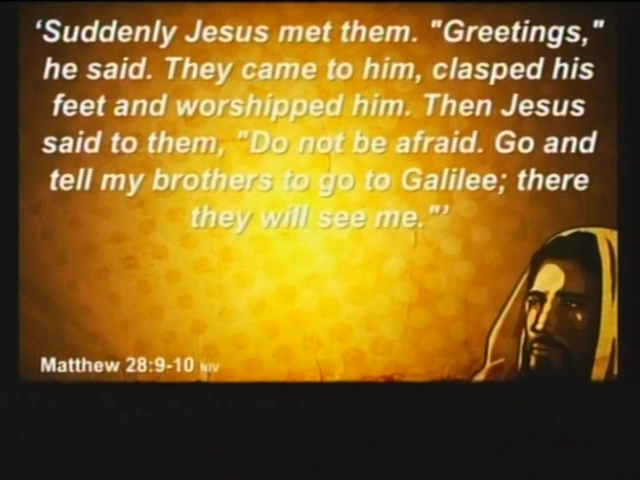 ‘Suddenly Jesus met them. "Greetings,"
he said. They came to him, clasped his
feet and worshipped him. Then Jesus
said to them, "Do not be afraid. Go and
tell my brothers to go to Galilee; there
they will see me."’
Matthew 28:9-10 NIV